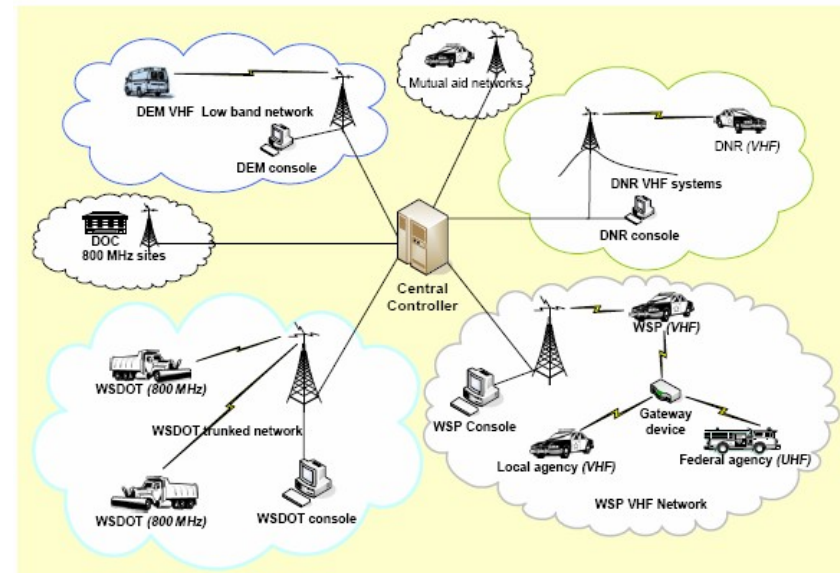 Mutual aid networks
DEM VHF Low band network
DEM console
DNR (VHF)
DNR VHF systems
DNR console
DOC
800 MHz sites
Central
Controller
WSDOT (800 MHz)
WSDOT trunked network
WSDOT (800 MHz)
WSDOT console
WSP (VHF)
WSP Console
Gateway
device
Local agency (VHF)
Federal agency (UHF)
WSP VHF Network